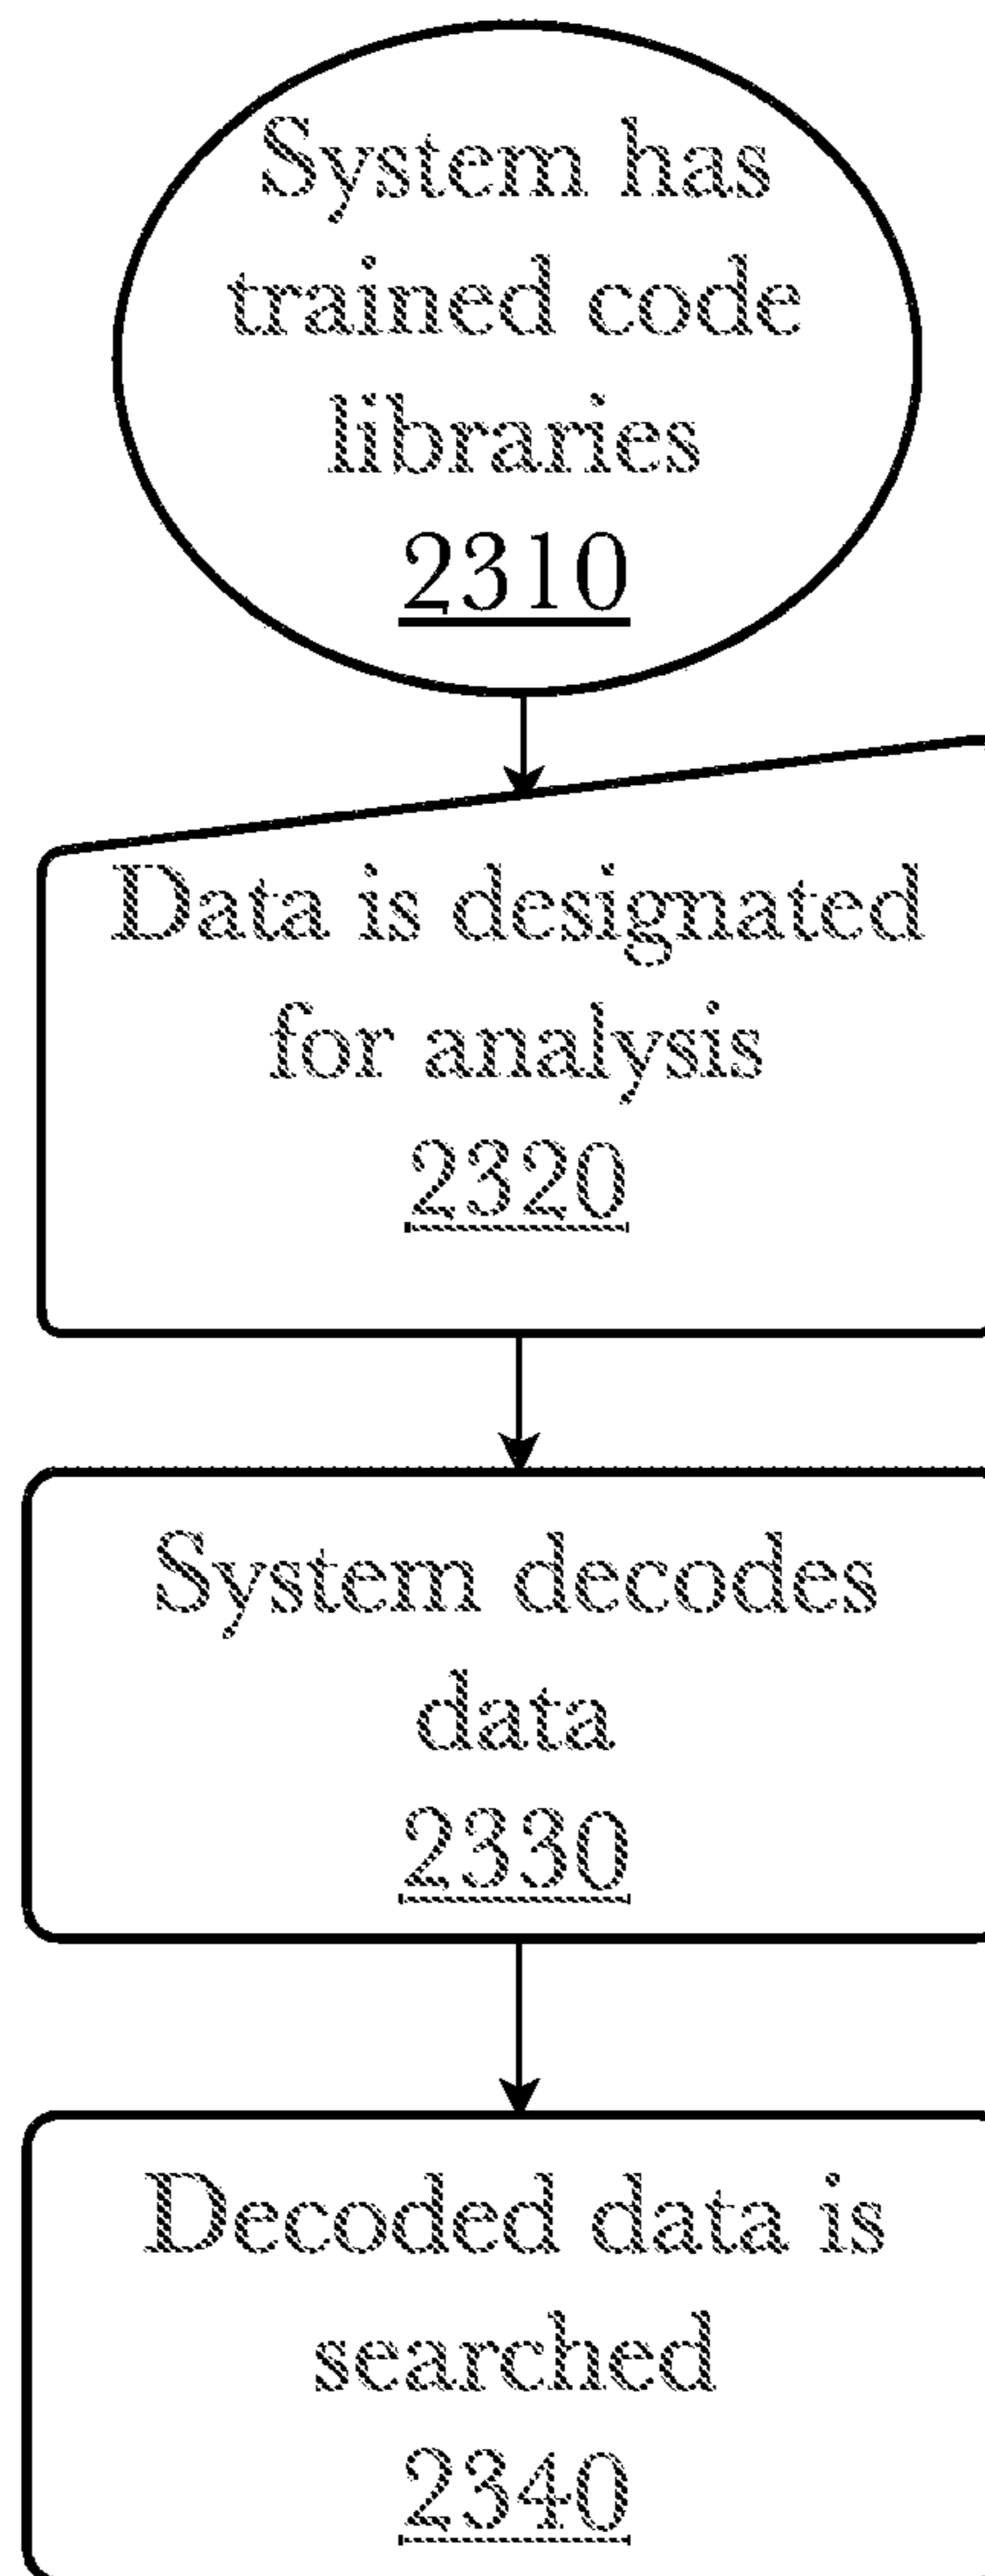 System has
trained code
libraries
2310
Data is designated
for analysis
2320
System decodes
data
2330
Decoded data is
searched
2340